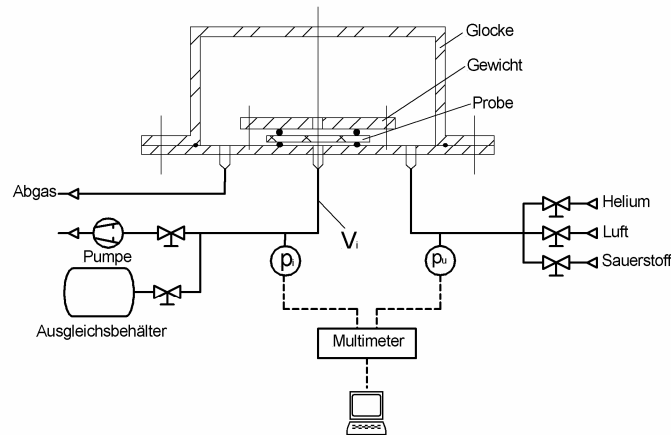 Glocke
Gewicht
Probe
Abgas
Helium
Luft
Sauerstoff
Pumpe
Vi
pi
pu
Ausgleichsbehälter
Multimeter